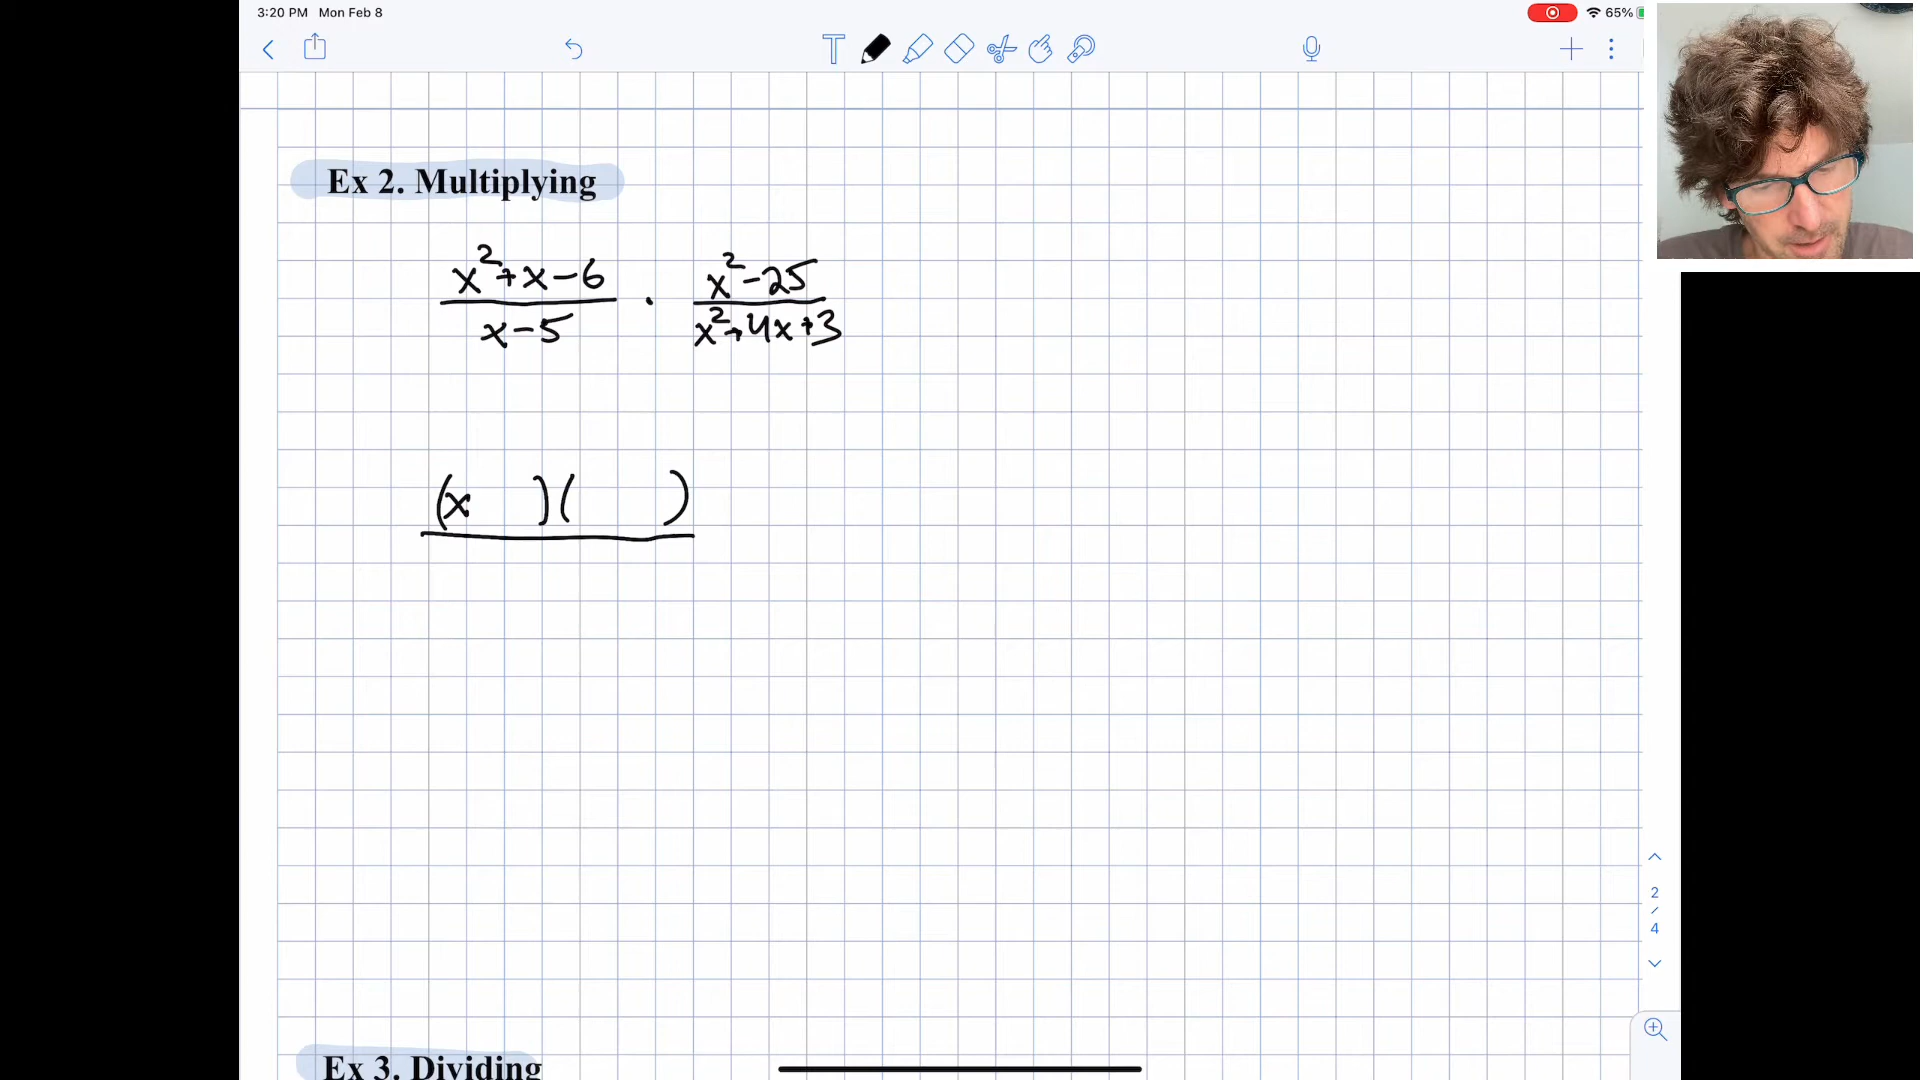 3:20 PM Mon Feb 8
65%
T
Ex 2. Multiplying
x²+x-6 / x-5 · x²-25 / x²+4x+3
(x )( )
2
/
4
Ex 3. Dividing